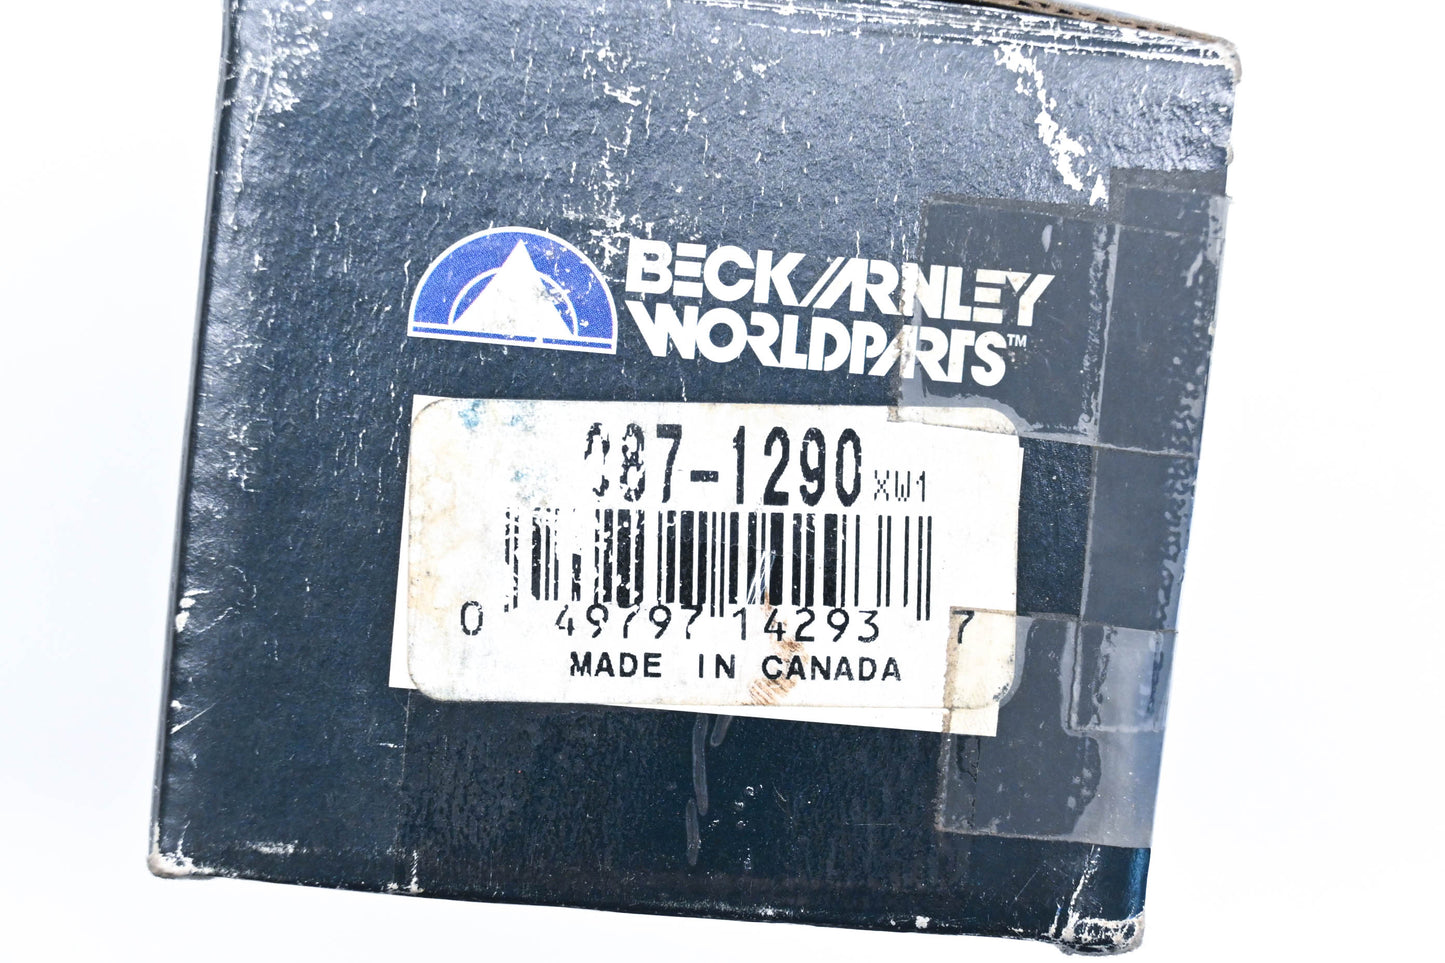 BECK/ARNLEY
WORLDPARTS™
087-1290 XW1
0 49797 14293 7
MADE IN CANADA